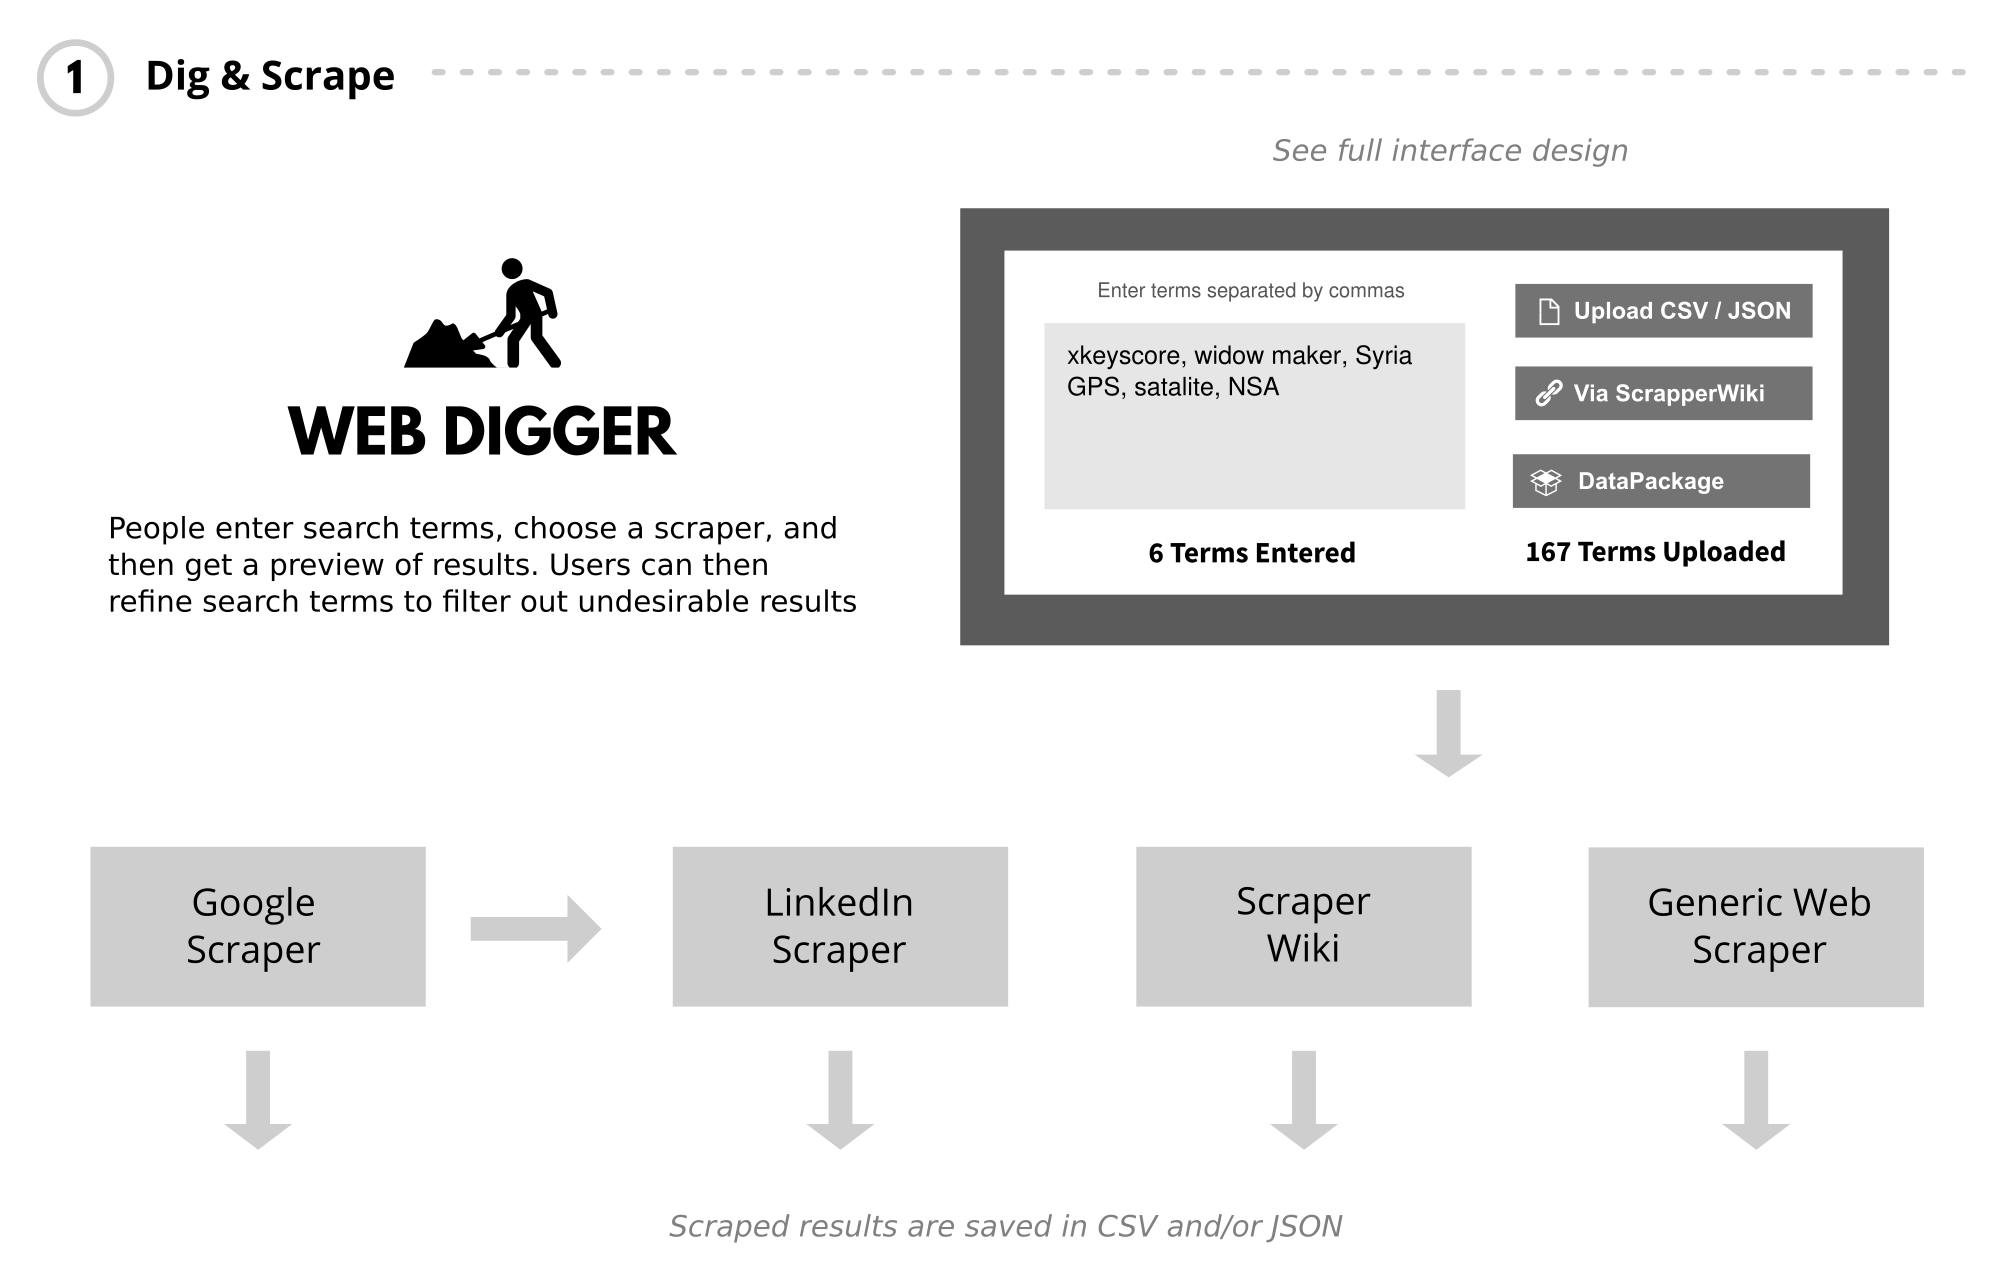 1 Dig & Scrape
See full interface design
WEB DIGGER
People enter search terms, choose a scraper, and
then get a preview of results. Users can then
refine search terms to filter out undesirable results
Enter terms separated by commas
xkeyscore, widow maker, Syria
GPS, satalite, NSA
6 Terms Entered
Upload CSV / JSON
Via ScrapperWiki
DataPackage
167 Terms Uploaded
Google
Scraper
LinkedIn
Scraper
Scraper
Wiki
Generic Web
Scraper
Scraped results are saved in CSV and/or JSON